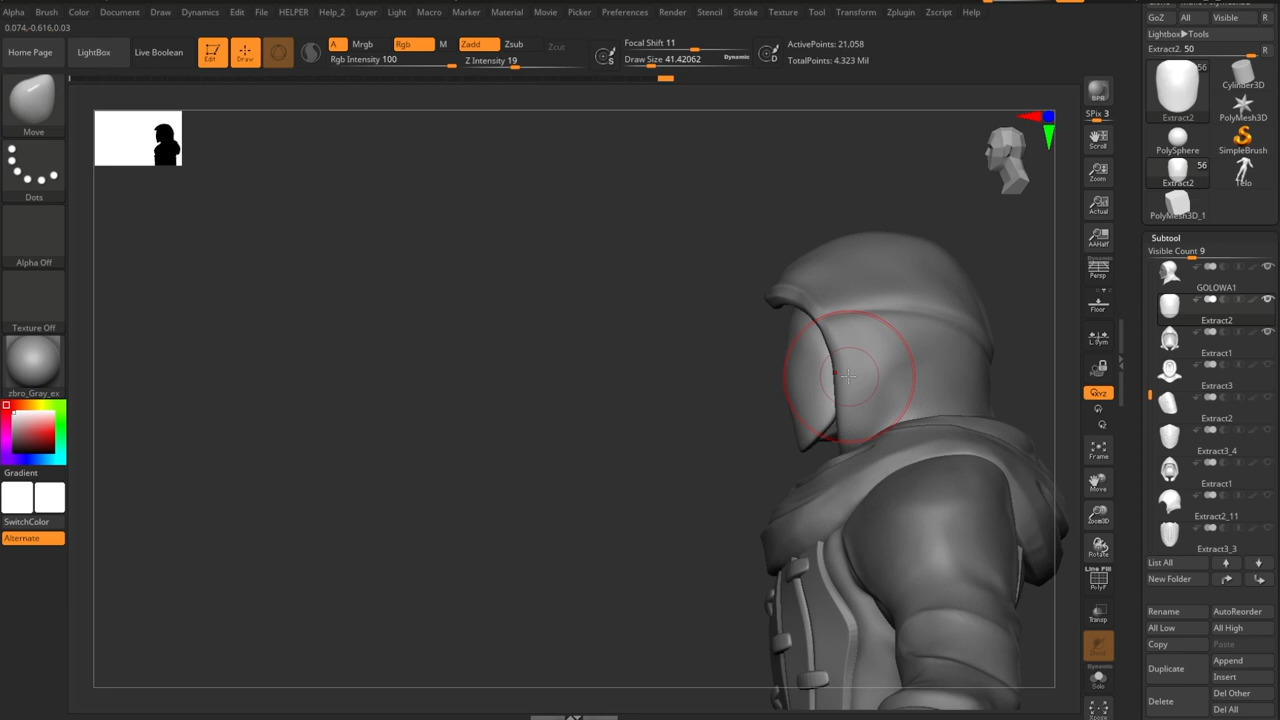 Alpha Brush Color Document Draw Dynamics Edit File HELPER Help_2 Layer Light Macro Marker Material Movie Picker Preferences Render Stencil Stroke Texture Tool Transform Zplugin Zscript Help
0.074,-0.616,0.03
GoZ All Visible R
Lightbox▶Tools
Extract2. 50 R
Home Page LightBox Live Boolean
Edit Draw
A Mrgb Rgb M Zadd Zsub Zcut
Rgb Intensity 100 Z Intensity 19
S
Focal Shift 11
Draw Size 41.42062 Dynamic
D
ActivePoints: 21,058
TotalPoints: 4.323 Mil
Move
Dots
Alpha Off
Texture Off
zbro_Gray_ex
Gradient
SwitchColor
Alternate
BPR
SPix 3
Scroll
Zoom
Actual
AAHalf
Dynamic
Persp
Floor
L.Sym
XYZ
Frame
Move
Zoom3D
Rotate
Line Fill
PolyF
Transp
Dynamic
Solo
Xpose
56
Extract2
Cylinder3D
PolyMesh3D
PolySphere
SimpleBrush
56
Extract2
Telo
PolyMesh3D_1
Subtool
Visible Count 9
GOLOWA1
Extract2
Extract1
Extract3
Extract2
Extract3_4
Extract1
Extract2_11
Extract3_3
List All
New Folder
Rename AutoReorder
All Low All High
Copy Paste
Duplicate Append
Insert
Delete Del Other
Del All